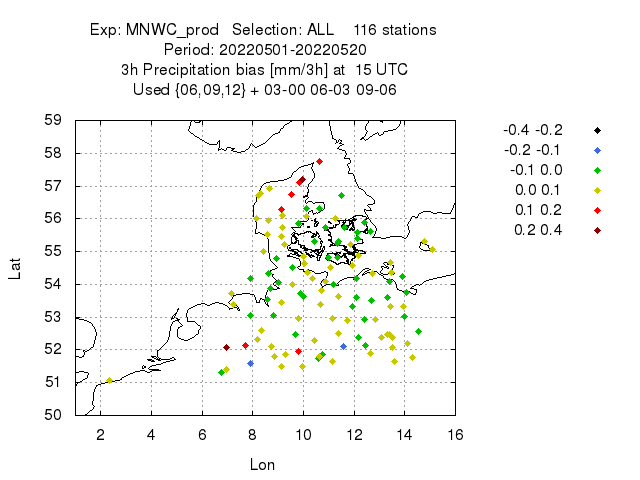 Exp: MNWC_prod   Selection: ALL    116 stations
Period: 20220501-20220520
3h Precipitation bias [mm/3h] at  15 UTC
Used {06,09,12} + 03-00 06-03 09-06
59
58
57
56
55
54
53
52
51
50
Lat
2 4 6 8 10 12 14 16
Lon
-0.4 -0.2
-0.2 -0.1
-0.1 0.0
0.0 0.1
0.1 0.2
0.2 0.4